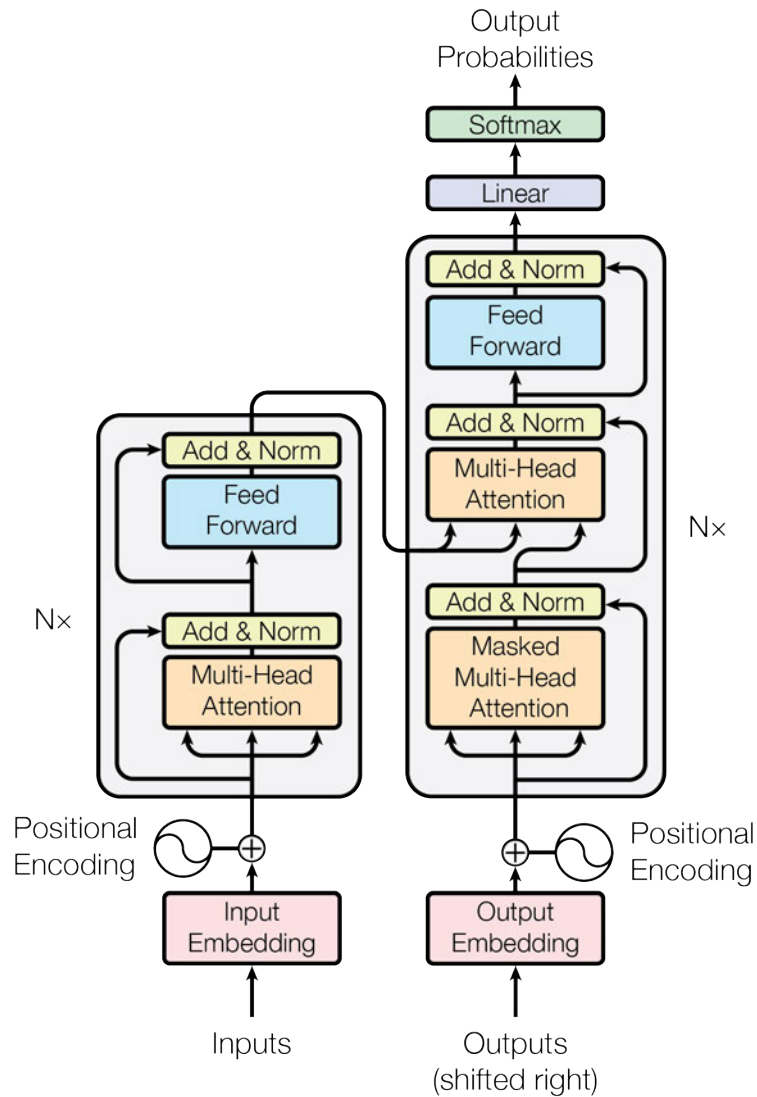 Output
Probabilities
Softmax
Linear
Add & Norm
Feed
Forward
Add & Norm
Multi-Head
Attention
Add & Norm
Masked
Multi-Head
Attention
Nx
Add & Norm
Feed
Forward
Add & Norm
Multi-Head
Attention
Nx
Positional
Encoding
Positional
Encoding
Input
Embedding
Output
Embedding
Inputs
Outputs
(shifted right)